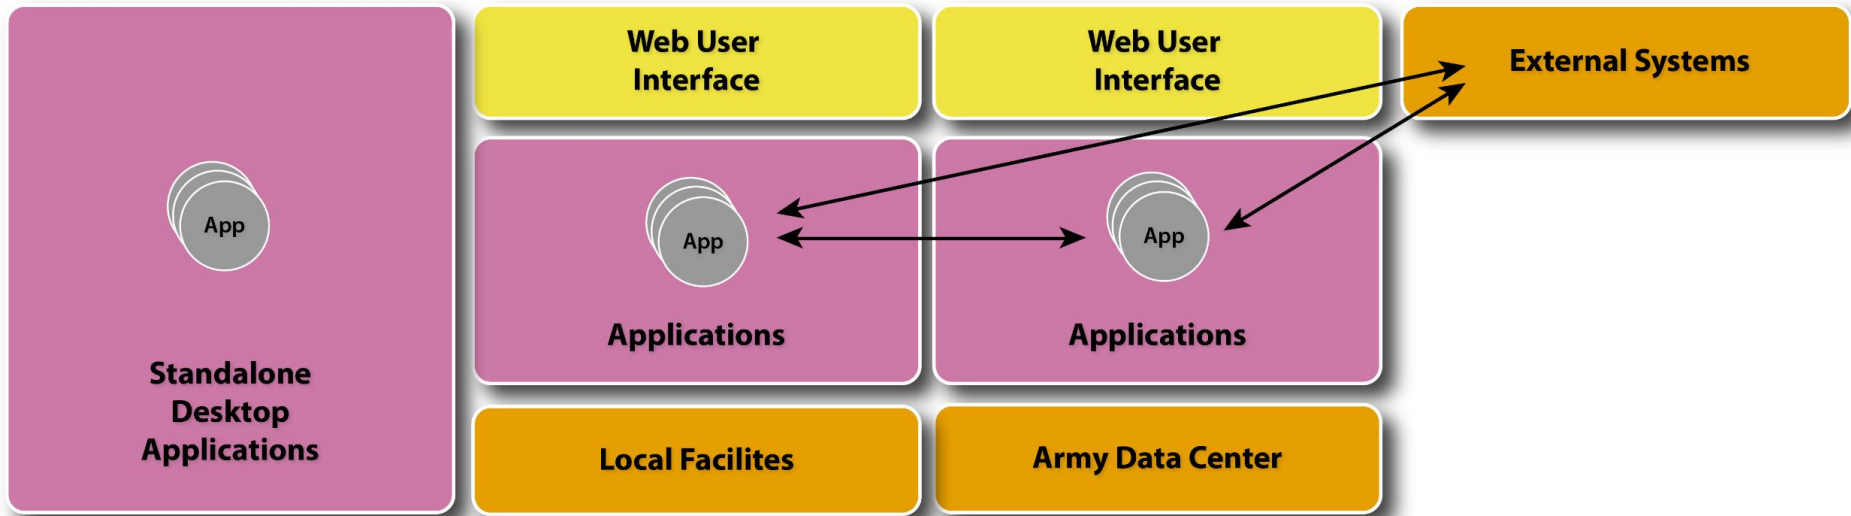 App
Standalone
Desktop
Applications
Web User
Interface
App
Applications
Local Facilites
Web User
Interface
App
Applications
Army Data Center
External Systems